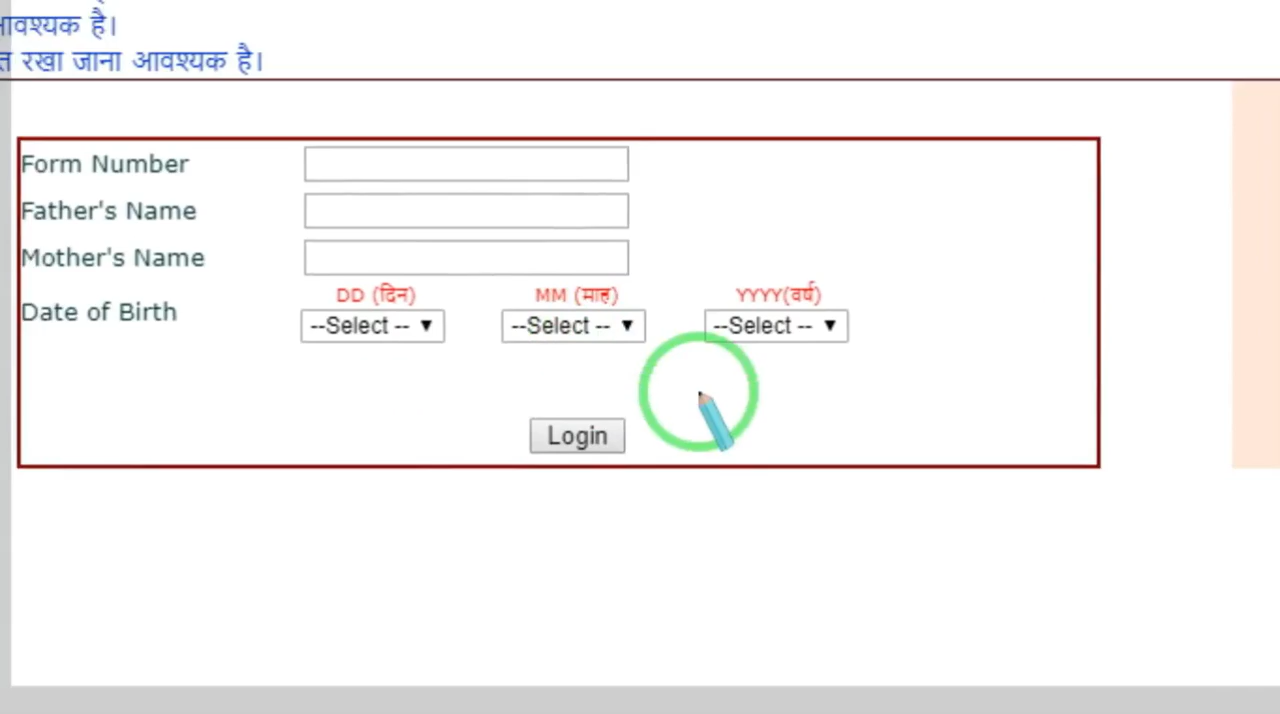 आवश्यक है।
रखा जाना आवश्यक है।
Form Number
Father's Name
Mother's Name
DD (दिन) MM (माह) YYYY(वर्ष)
Date of Birth
--Select -- --Select -- --Select --
Login